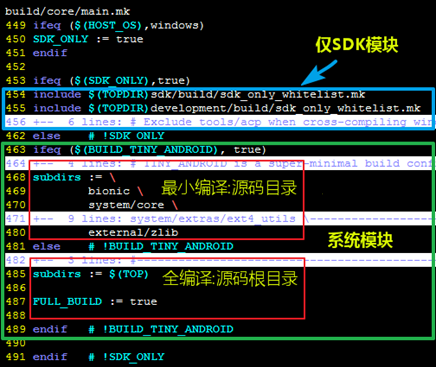 build/core/main.mk
449 ifeq ($(HOST_OS),windows)
450 SDK_ONLY := true
451 endif
452
453 ifeq ($(SDK_ONLY),true)
454 include $(TOPDIR)sdk/build/sdk_only_whitelist.mk
455 include $(TOPDIR)development/build/sdk_only_whitelist.mk
456 +-- 6 lines: # Exclude tools/acp when cross-compiling win
462 else # !SDK_ONLY
463 ifeq ($(BUILD_TINY_ANDROID), true)
464 +-- 4 lines: # TINY_ANDROID is a super-minimal build conf
468 subdirs := \
469 bionic \
470 system/core \
471 +-- 9 lines: system/extras/ext4_utils \
480 external/zlib
481 else # !BUILD_TINY_ANDROID
482 +-- 3 lines: #
485 subdirs := $(TOP)
486
487 FULL_BUILD := true
488
489 endif # !BUILD_TINY_ANDROID
490
491 endif # !SDK_ONLY
仅SDK模块
最小编译:源码目录
系统模块
全编译:源码根目录